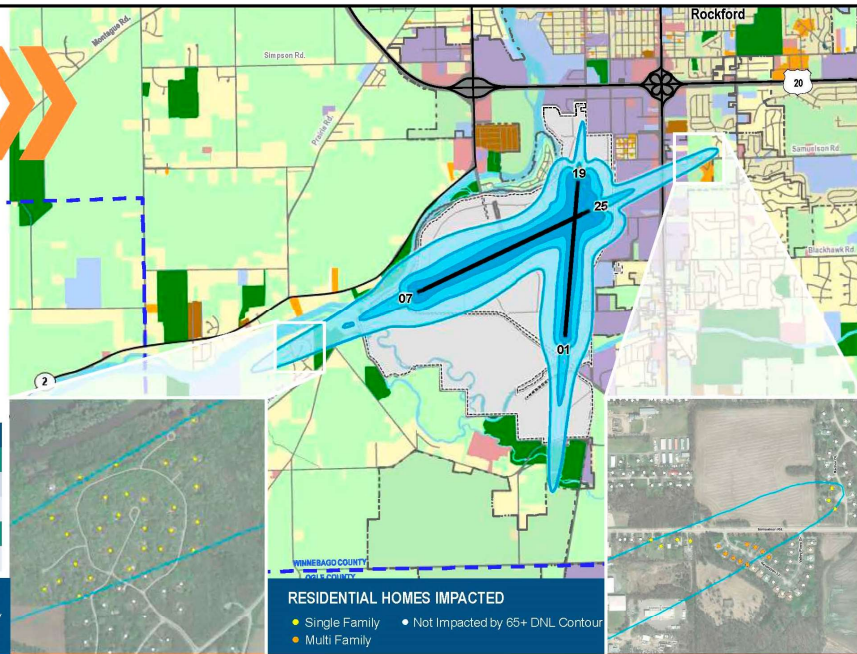 Rockford
Montague Rd.
Simpson Rd.
20
Prairie Rd.
Samuelson Rd
19
25
Blackhawk Rd.
07
01
2
WINNEBAGO COUNTY
OGLE COUNTY
RESIDENTIAL HOMES IMPACTED
Single Family
Not Impacted by 65+ DNL Contour
Multi Family